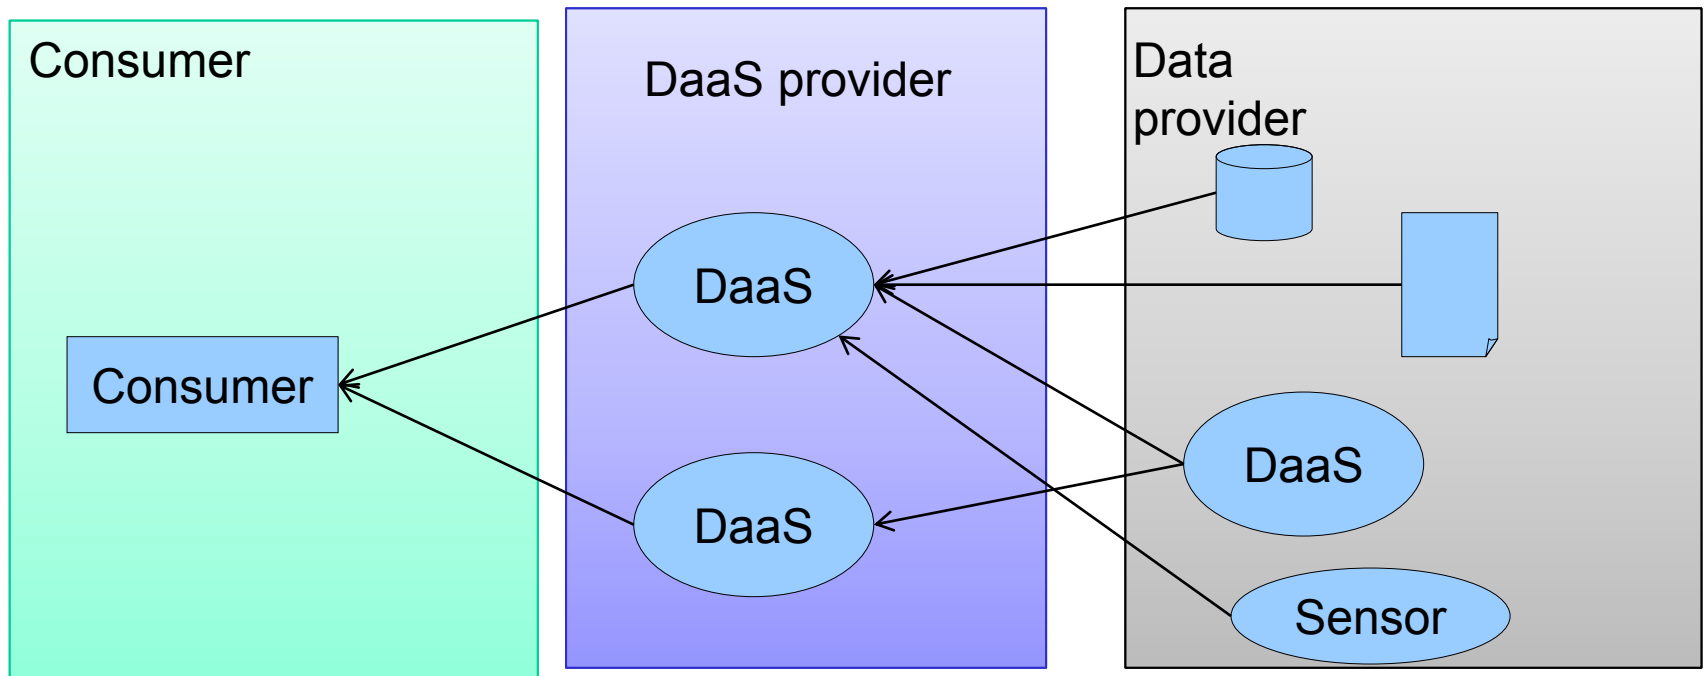 Consumer
DaaS provider
Data
provider
DaaS
Consumer
DaaS
DaaS
Sensor